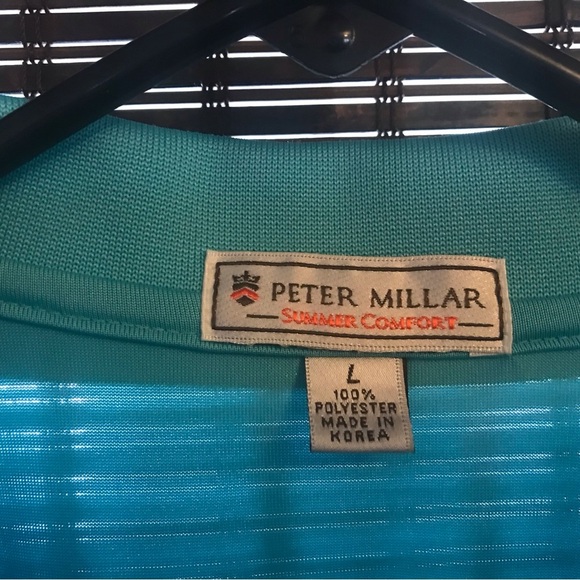 PETER MILLAR
SUMMER COMFORT
L
100%
POLYESTER
MADE IN
KOREA